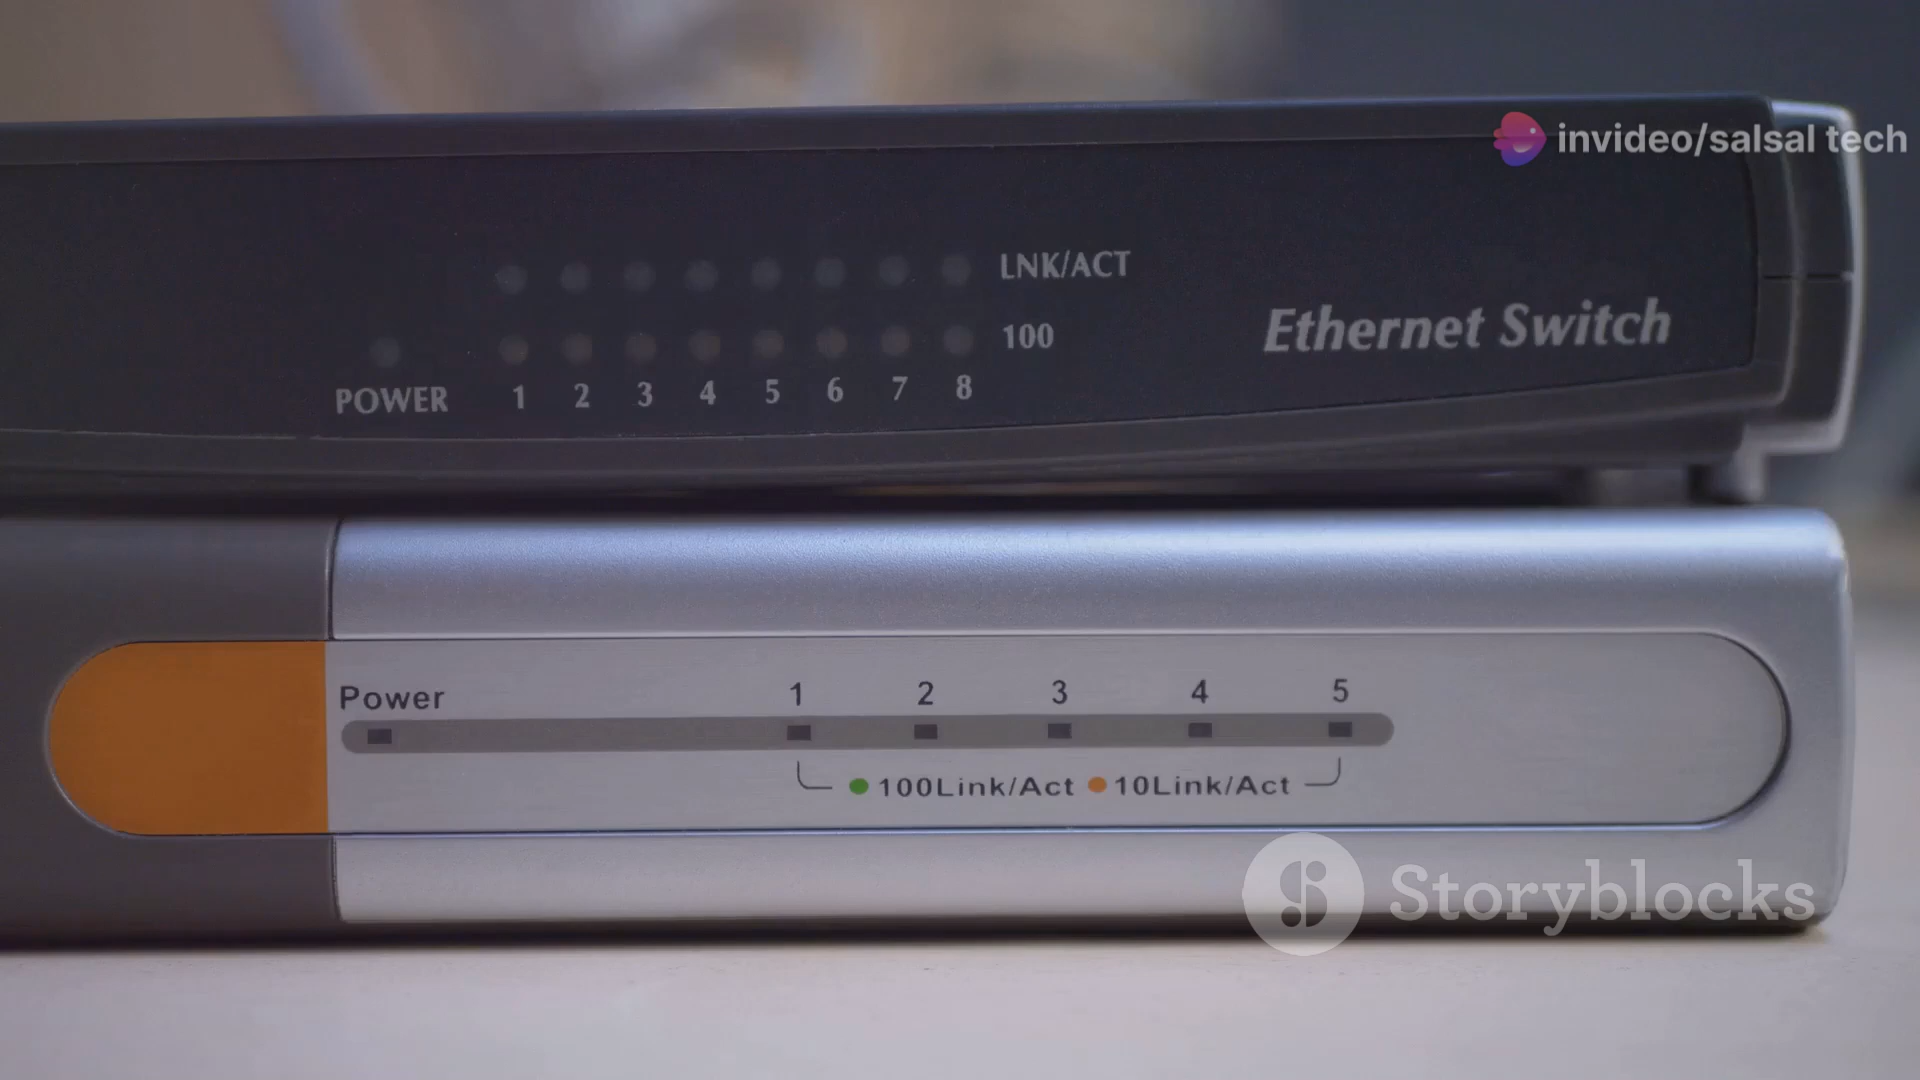 invideo/salsal tech
LNK/ACT
100
Ethernet Switch
POWER 1 2 3 4 5 6 7 8
Power 1 2 3 4 5
100Link/Act 10Link/Act
Storyblocks